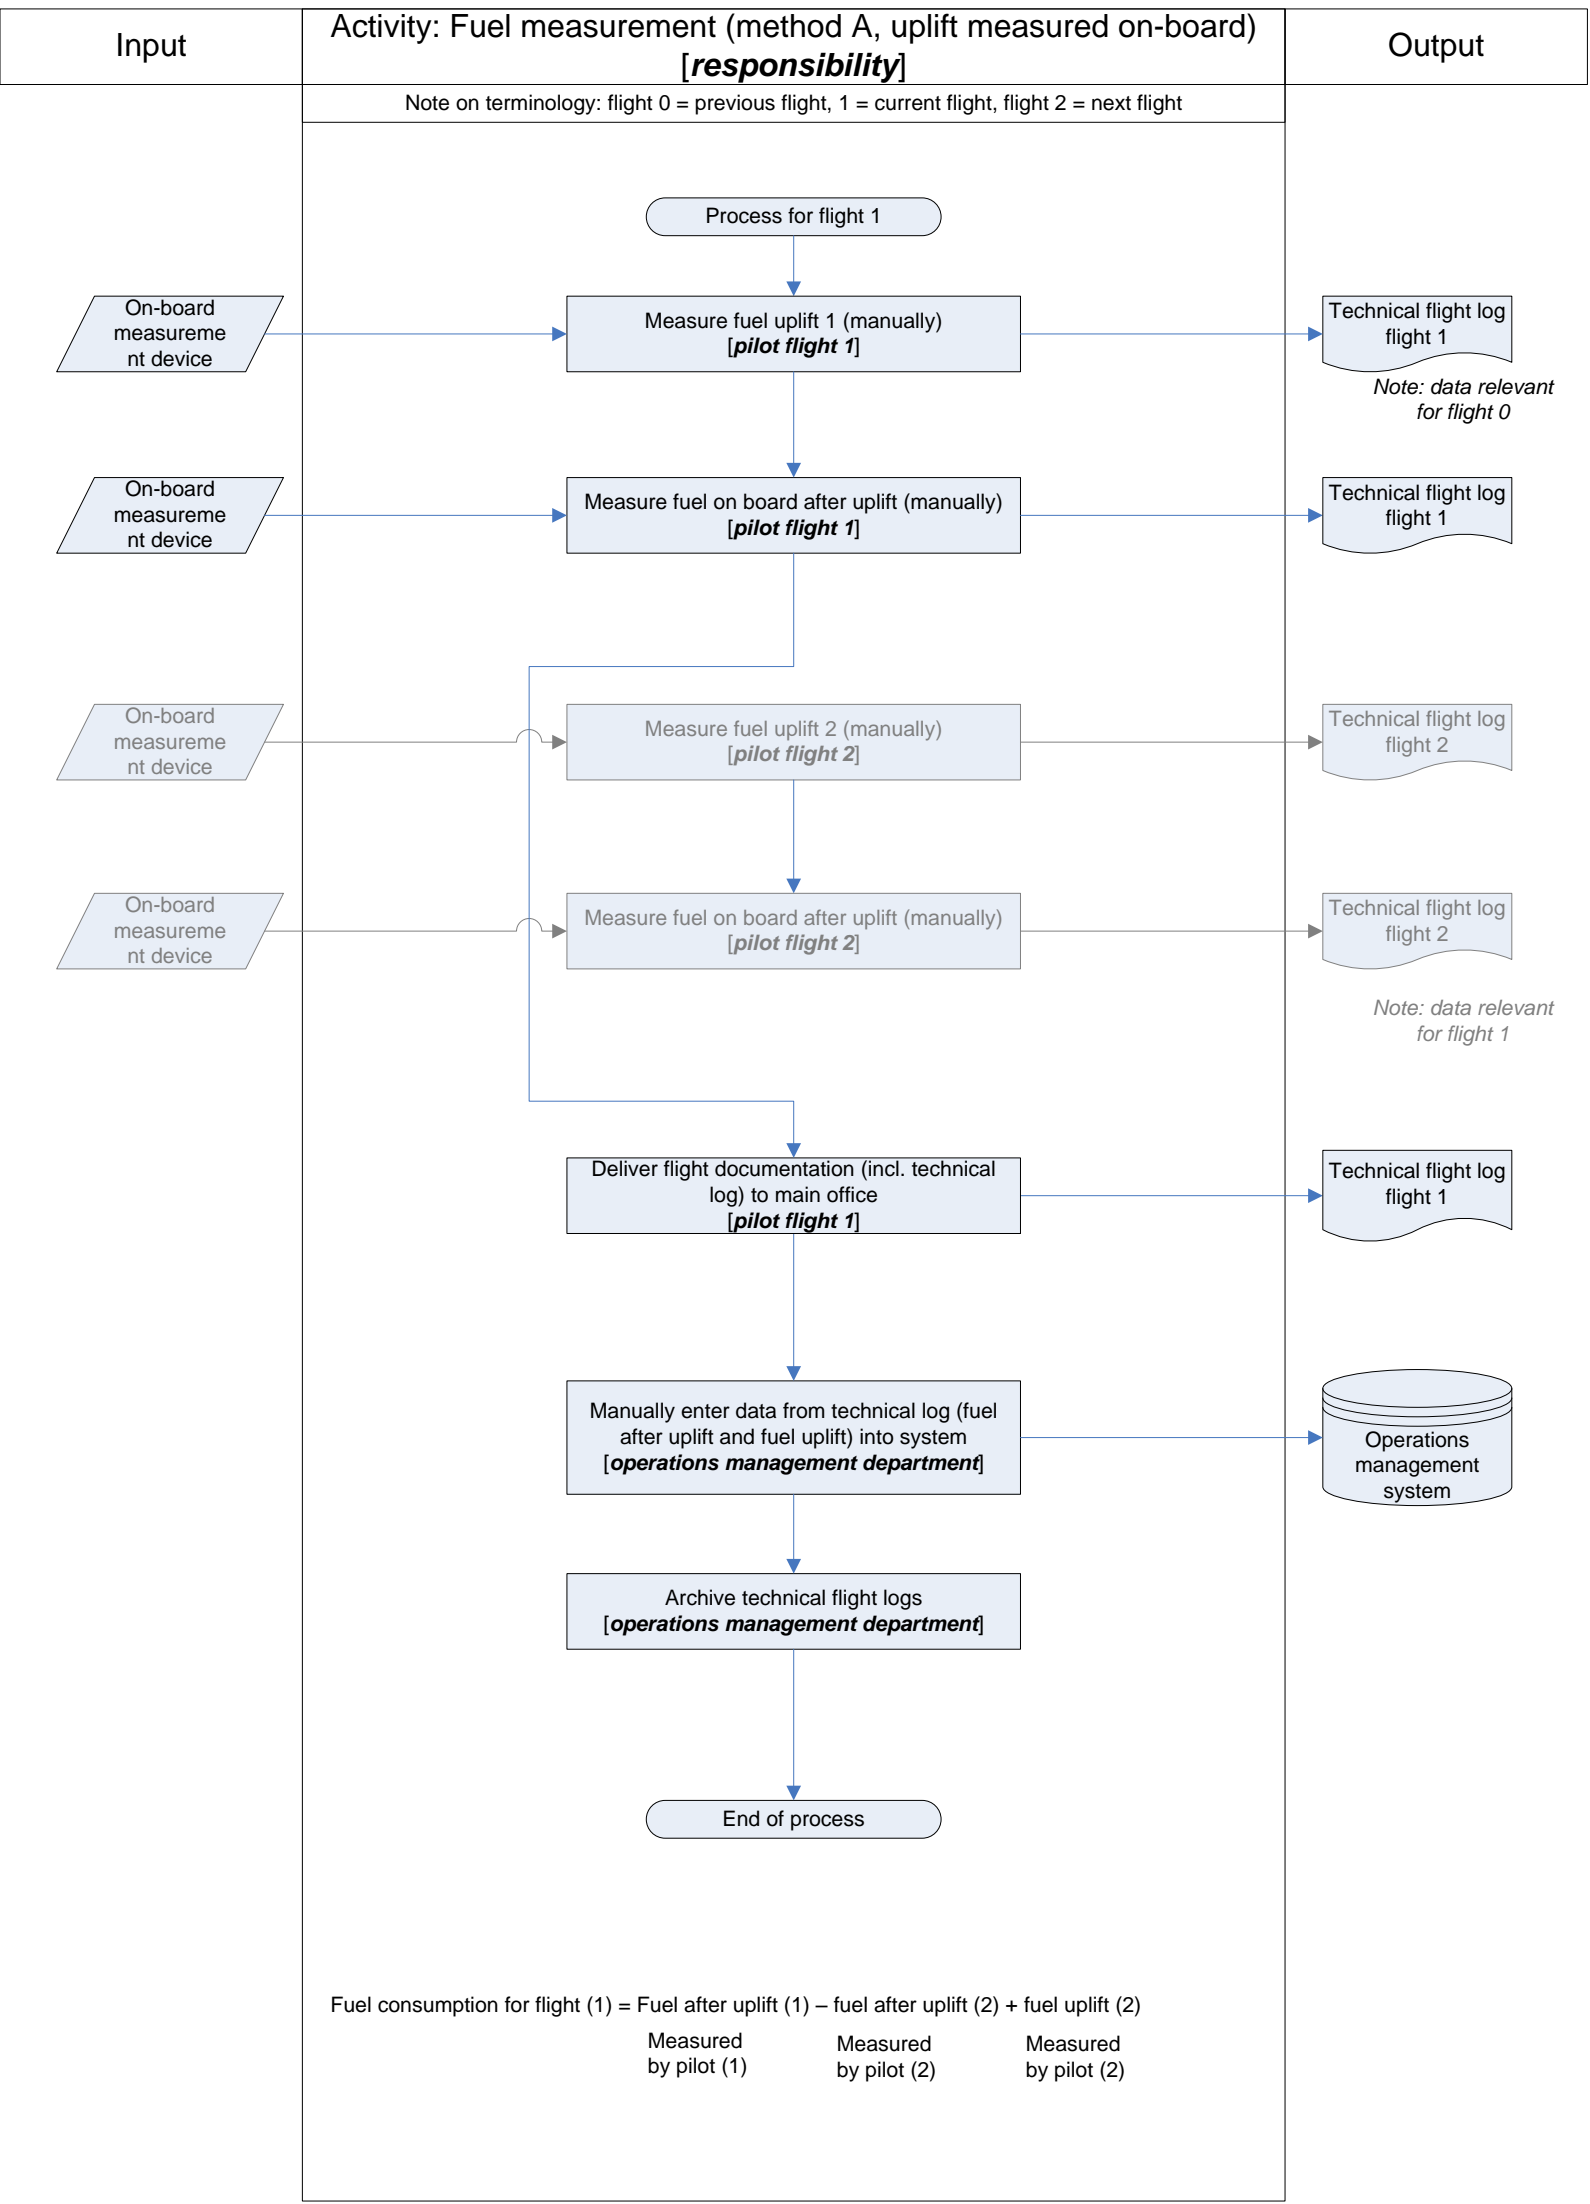 Input
Activity: Fuel measurement (method A, uplift measured on-board)
[responsibility]
Output
Note on terminology: flight 0 = previous flight, 1 = current flight, flight 2 = next flight
Process for flight 1
On-board
measureme
nt device
Measure fuel uplift 1 (manually)
[pilot flight 1]
Technical flight log
flight 1
Note: data relevant
for flight 0
On-board
measureme
nt device
Measure fuel on board after uplift (manually)
[pilot flight 1]
Technical flight log
flight 1
On-board
measureme
nt device
Measure fuel uplift 2 (manually)
[pilot flight 2]
Technical flight log
flight 2
On-board
measureme
nt device
Measure fuel on board after uplift (manually)
[pilot flight 2]
Technical flight log
flight 2
Note: data relevant
for flight 1
Deliver flight documentation (incl. technical
log) to main office
[pilot flight 1]
Technical flight log
flight 1
Manually enter data from technical log (fuel
after uplift and fuel uplift) into system
[operations management department]
Operations
management
system
Archive technical flight logs
[operations management department]
End of process
Fuel consumption for flight (1) = Fuel after uplift (1) – fuel after uplift (2) + fuel uplift (2)
Measured
by pilot (1)
Measured
by pilot (2)
Measured
by pilot (2)